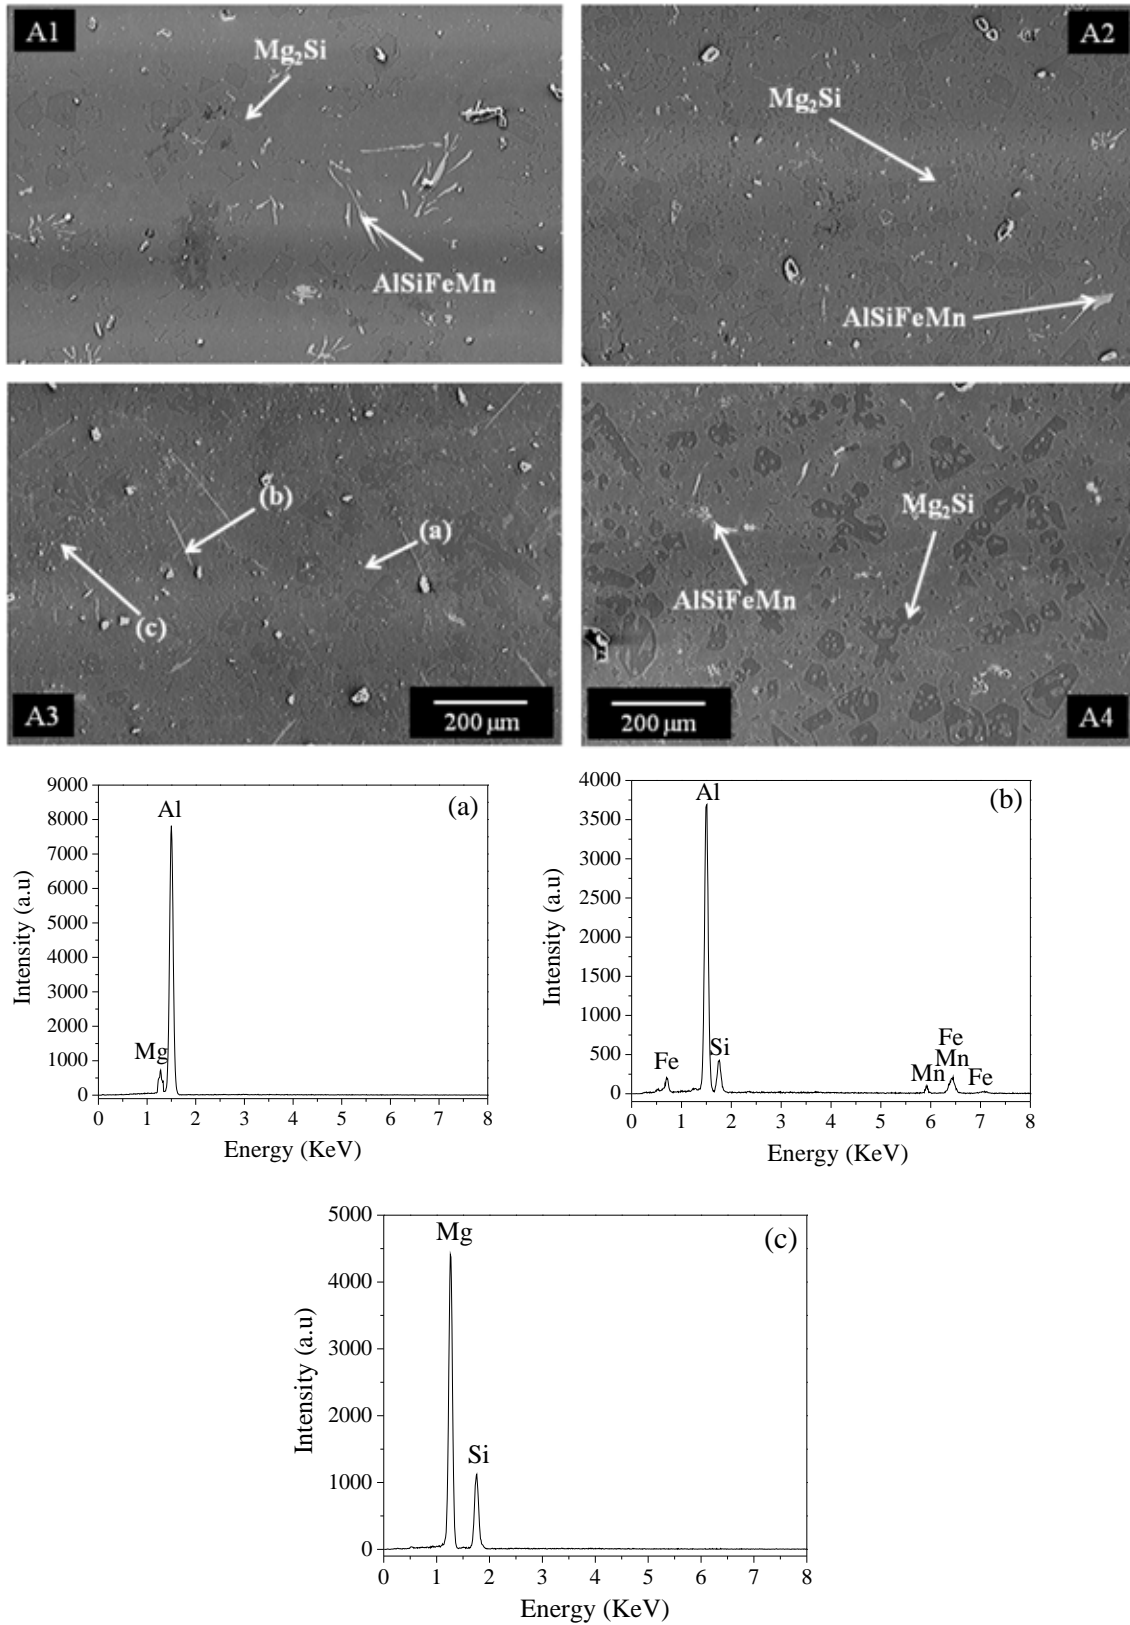 A1
Mg₂Si
AlSiFeMn
A2
Mg₂Si
AlSiFeMn
(b)
(a)
(c)
A3
200 μm
Mg₂Si
AlSiFeMn
200 μm
A4
9000
8000
7000
6000
5000
4000
3000
2000
1000
0
Intensity (a.u)
Al
Mg
(a)
0 1 2 3 4 5 6 7 8
Energy (KeV)
4000
3500
3000
2500
2000
1500
1000
500
0
Intensity (a.u)
Al
(b)
Fe
Si
Fe
Mn
Mn
Fe
0 1 2 3 4 5 6 7 8
Energy (KeV)
5000
4000
3000
2000
1000
0
Intensity (a.u)
Mg
Si
(c)
0 1 2 3 4 5 6 7 8
Energy (KeV)